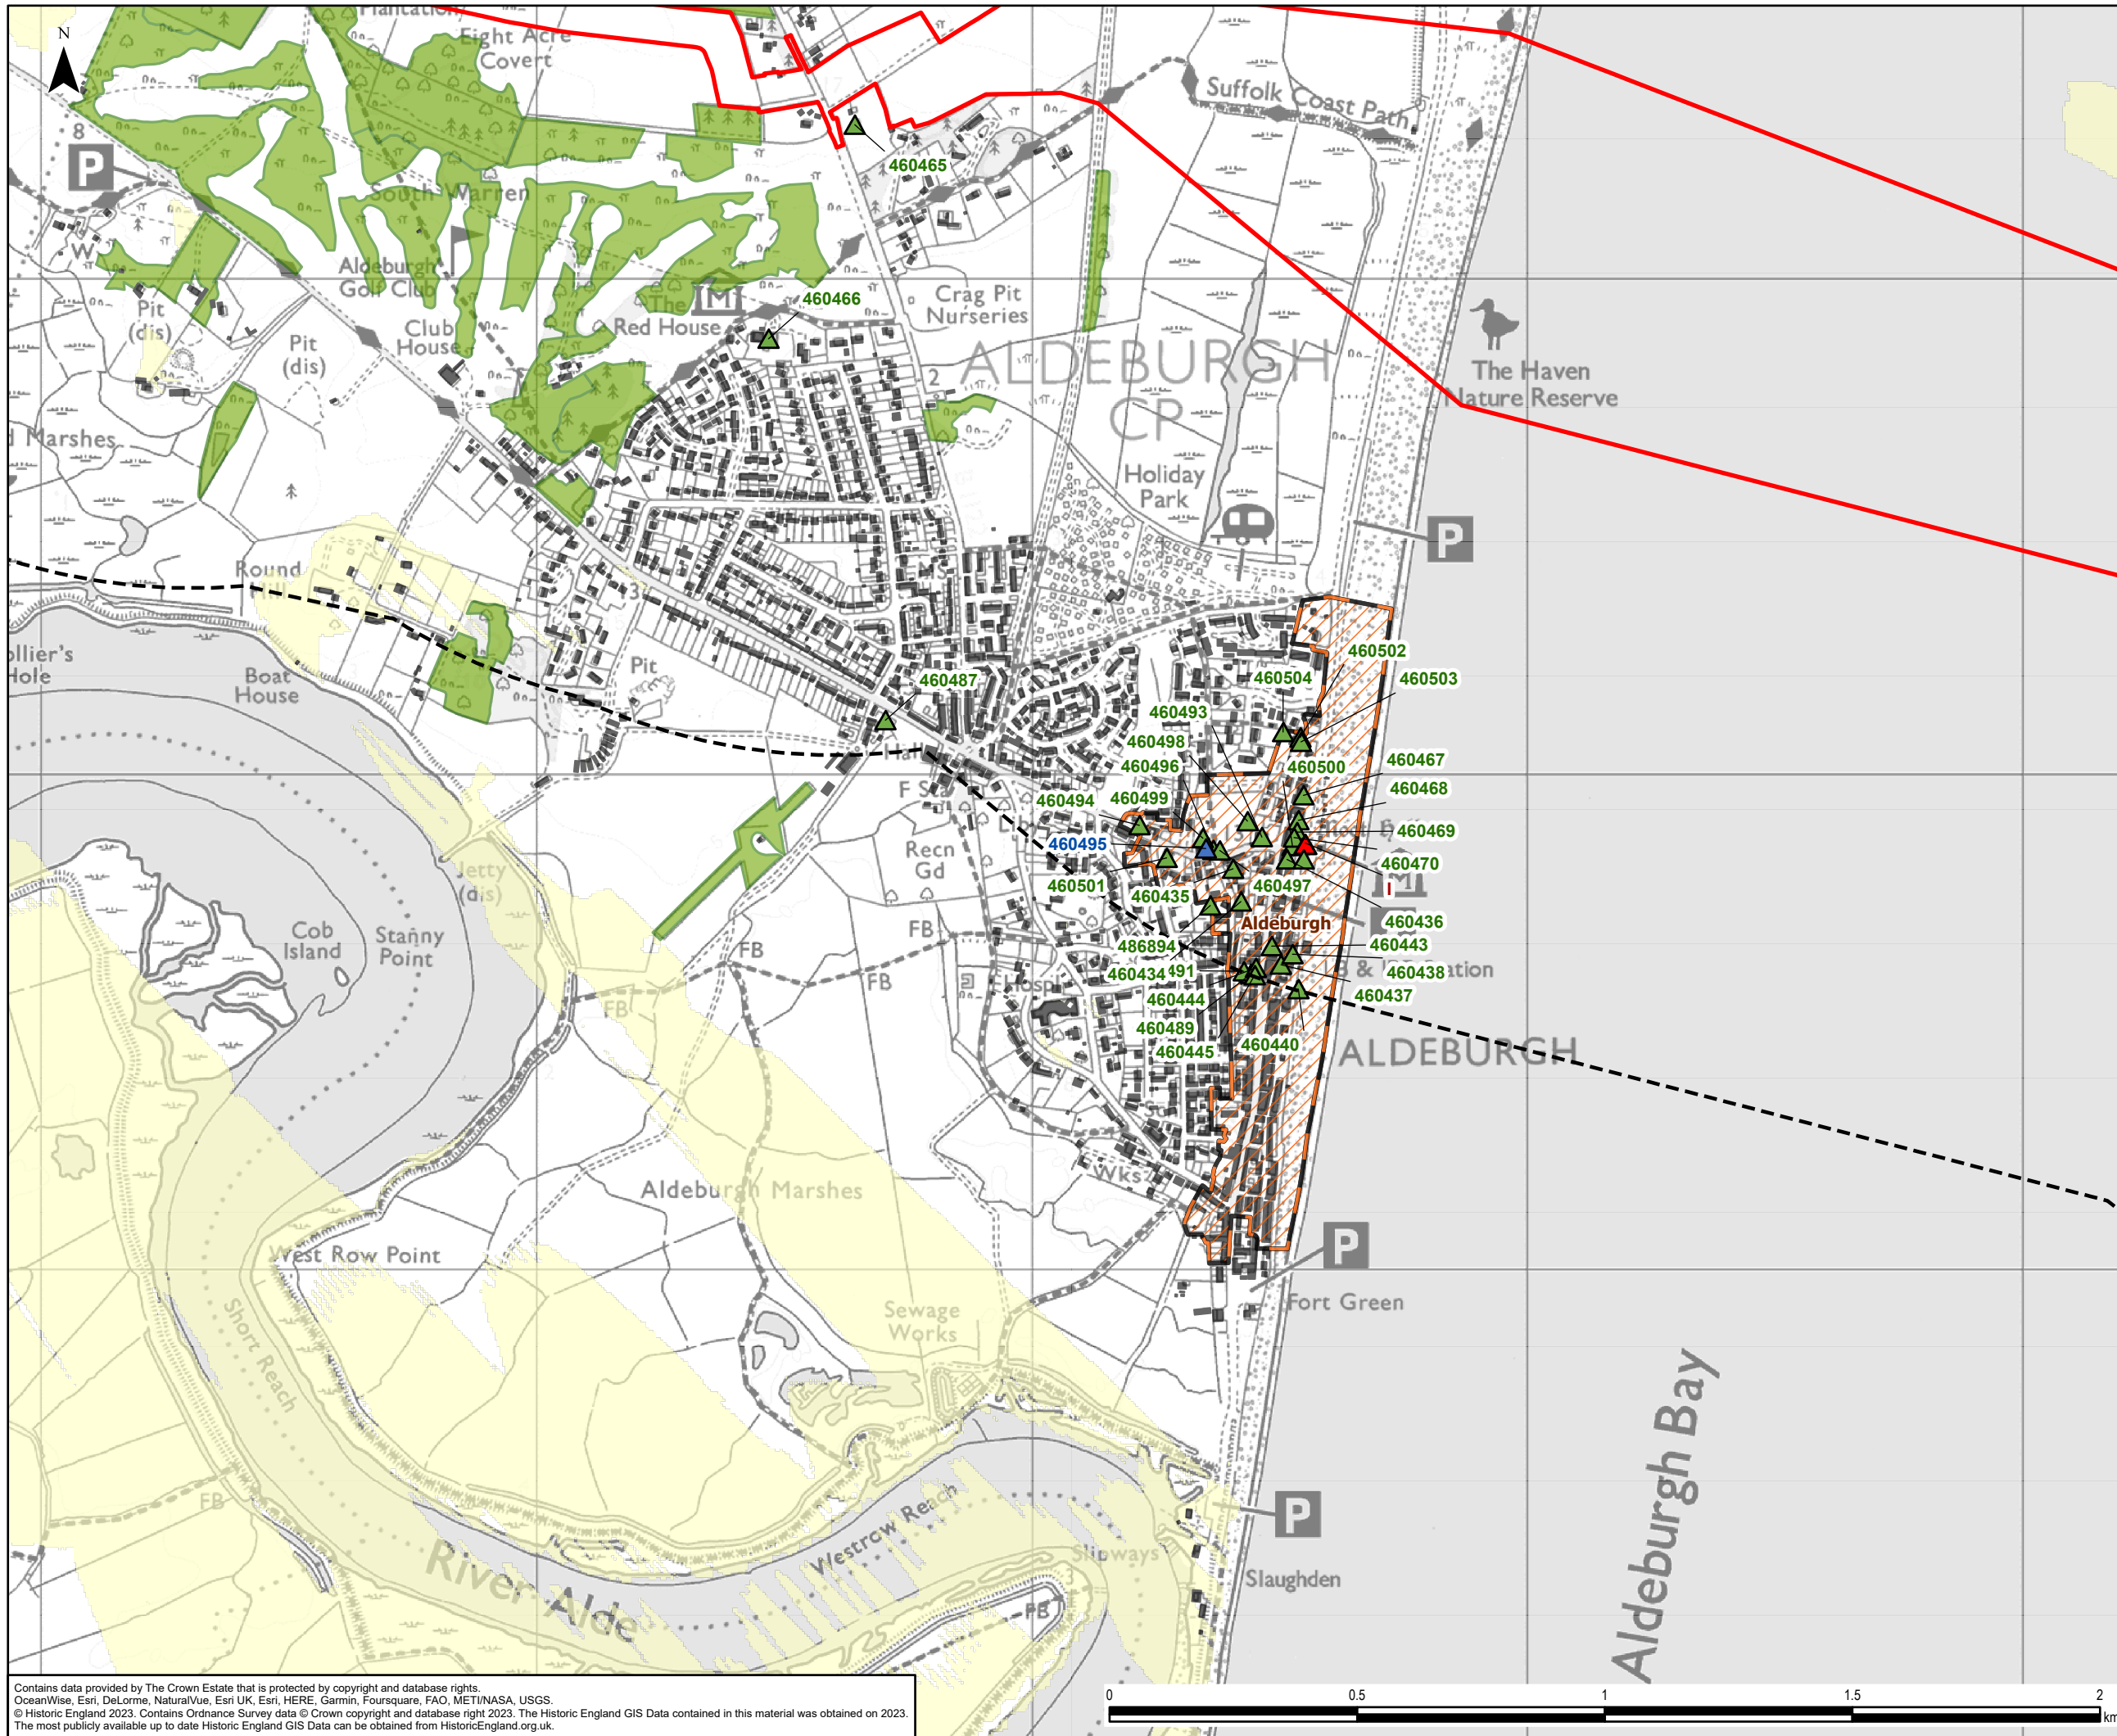 Plantation
N
Eight Acre
Covert
Suffolk Coast Path
8
P
460465
South Warren
W
Aldeburgh
Golf Club
460466
The
Red House
M
Crag Pit
Nurseries
Pit
(dis)
Club
House
Pit
(dis)
ALDEBURGH
CP
2
The Haven
Nature Reserve
d Marshes
Holiday
Park
P
Round
Hill
3
ollier's
Hole
Boat
House
Pit
460502
460504
460503
460487
460493
460498
460496
460500
460467
460468
F Sta
460494
460499
460469
460495
460470
Recn
Gd
Jetty
(dis)
460501
460435
460497
M
I
460436
Cob
Island
Stanny
Point
FB
FB
Aldeburgh
486894
460443
460434
491
460438
FB
FB
Hospl
460444
460437
460489
460445
460440
ALDEBURGH
Sch
Wks
Aldeburgh Marshes
West Row Point
P
Short Reach
Sewage
Works
Fort Green
FB
Westrow Reach
P
Slipways
River Alde
Slaughden
FB
Aldeburgh Bay
Contains data provided by The Crown Estate that is protected by copyright and database rights.
OceanWise, Esri, DeLorme, NaturalVue, Esri UK, Esri, HERE, Garmin, Foursquare, FAO, METI/NASA, USGS.
© Historic England 2023. Contains Ordnance Survey data © Crown copyright and database right 2023. The Historic England GIS Data contained in this material was obtained on 2023.
The most publicly available up to date Historic England GIS Data can be obtained from HistoricEngland.org.uk.
0 0.5 1 1.5 2
km